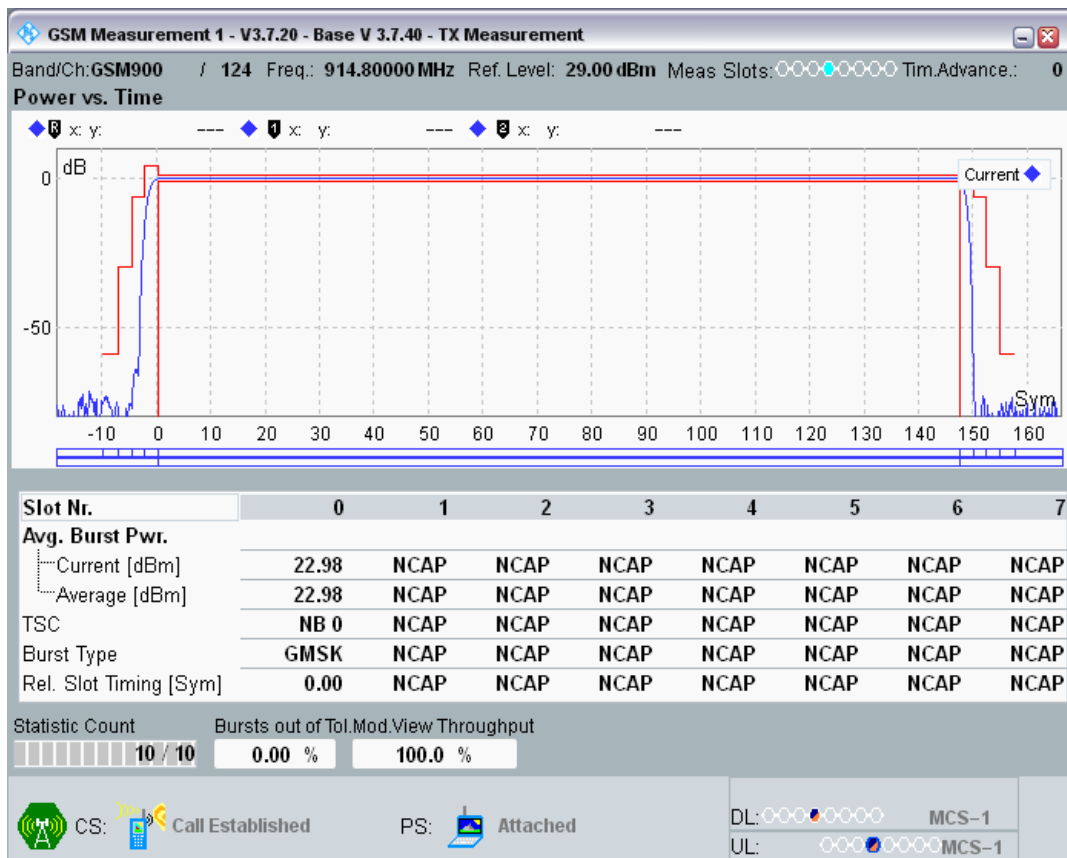 GSM Measurement 1 - V3.7.20 - Base V 3.7.40 - TX Measurement
Band/Ch:GSM900 / 124 Freq.: 914.80000 MHz Ref. Level: 29.00 dBm Meas Slots: Tim.Advance.: 0
Power vs. Time
R x: y: --- 1 x: y: --- 2 x: y: ---
dB
Current
0
-50
Sym
-10 0 10 20 30 40 50 60 70 80 90 100 110 120 130 140 150 160
Slot Nr. 0 1 2 3 4 5 6 7
Avg. Burst Pwr.
Current [dBm] 22.98 NCAP NCAP NCAP NCAP NCAP NCAP NCAP
Average [dBm] 22.98 NCAP NCAP NCAP NCAP NCAP NCAP NCAP
TSC NB 0 NCAP NCAP NCAP NCAP NCAP NCAP NCAP
Burst Type GMSK NCAP NCAP NCAP NCAP NCAP NCAP NCAP
Rel. Slot Timing [Sym] 0.00 NCAP NCAP NCAP NCAP NCAP NCAP NCAP
Statistic Count Bursts out of Tol.Mod.View Throughput
10 / 10 0.00 % 100.0 %
CS: Call Established PS: Attached
DL: MCS-1
UL: MCS-1